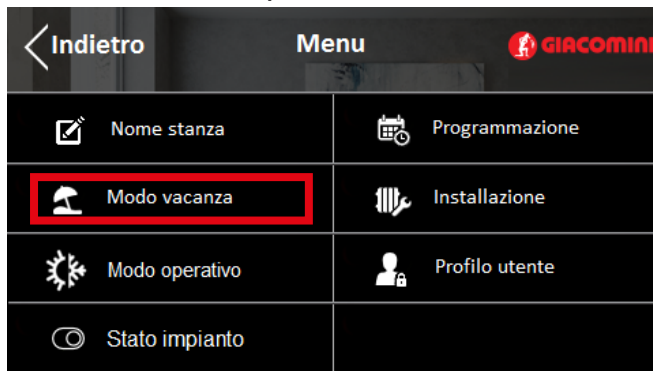 Indietro Menu GIACOMINI
Nome stanza Programmazione
Modo vacanza Installazione
Modo operativo Profilo utente
Stato impianto